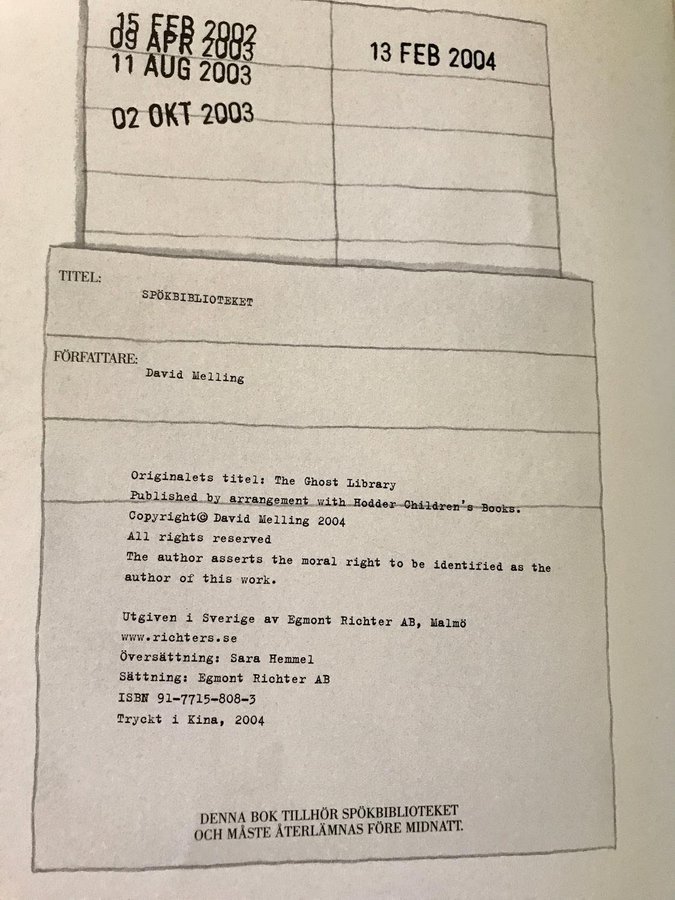 15 FEB 2002
09 APR 2003
11 AUG 2003
02 OKT 2003
13 FEB 2004
TITEL:
SPÖKBIBLIOTEKET
FÖRFATTARE:
David Melling
Originalets titel: The Ghost Library
Published by arrangement with Hodder Children's Books.
Copyright© David Melling 2004
All rights reserved
The author asserts the moral right to be identified as the
author of this work.
Utgiven i Sverige av Egmont Richter AB, Malmö
www.richters.se
Översättning: Sara Hemmel
Sättning: Egmont Richter AB
ISBN 91-7715-808-3
Tryckt i Kina, 2004
DENNA BOK TILLHÖR SPÖKBIBLIOTEKET
OCH MÅSTE ÅTERLÄMNAS FÖRE MIDNATT.